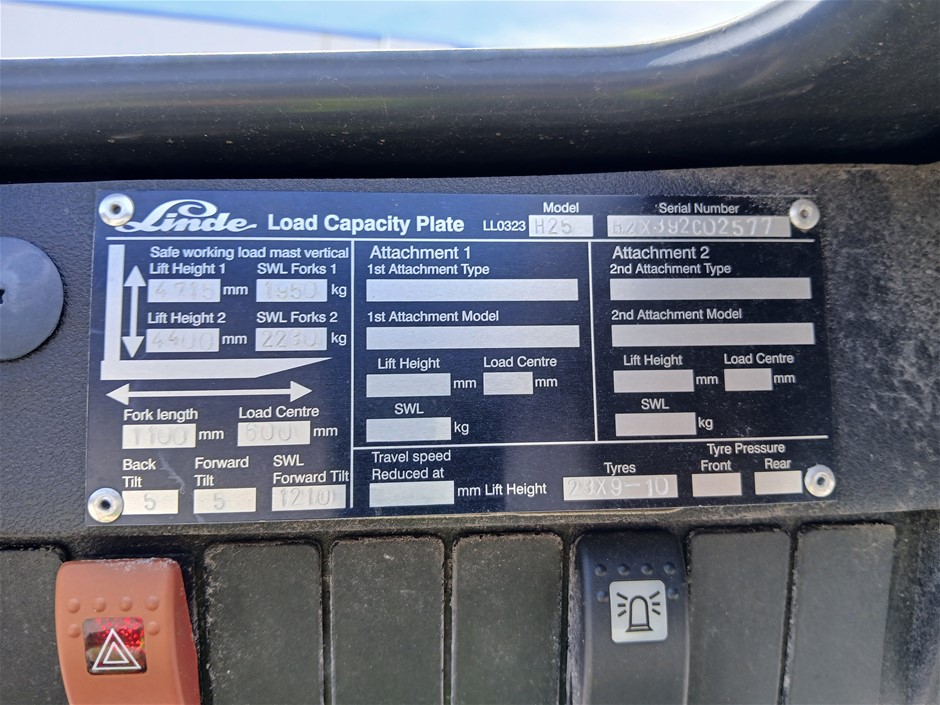 Linde Load Capacity Plate LL0323 Model H25 Serial Number
Safe working load mast vertical
Lift Height 1 4715 mm SWL Forks 1 1950 kg
Lift Height 2 4400 mm SWL Forks 2 kg
Fork length 1100 mm Load Centre 600 mm
Back Tilt 5 Forward Tilt 5 SWL Forward Tilt 1210
Attachment 1
1st Attachment Type
1st Attachment Model
Lift Height mm Load Centre mm
SWL kg
Attachment 2
2nd Attachment Type
2nd Attachment Model
Lift Height mm Load Centre mm
SWL kg
Travel speed
Reduced at mm Lift Height
Tyres 23X9-10
Tyre Pressure
Front Rear